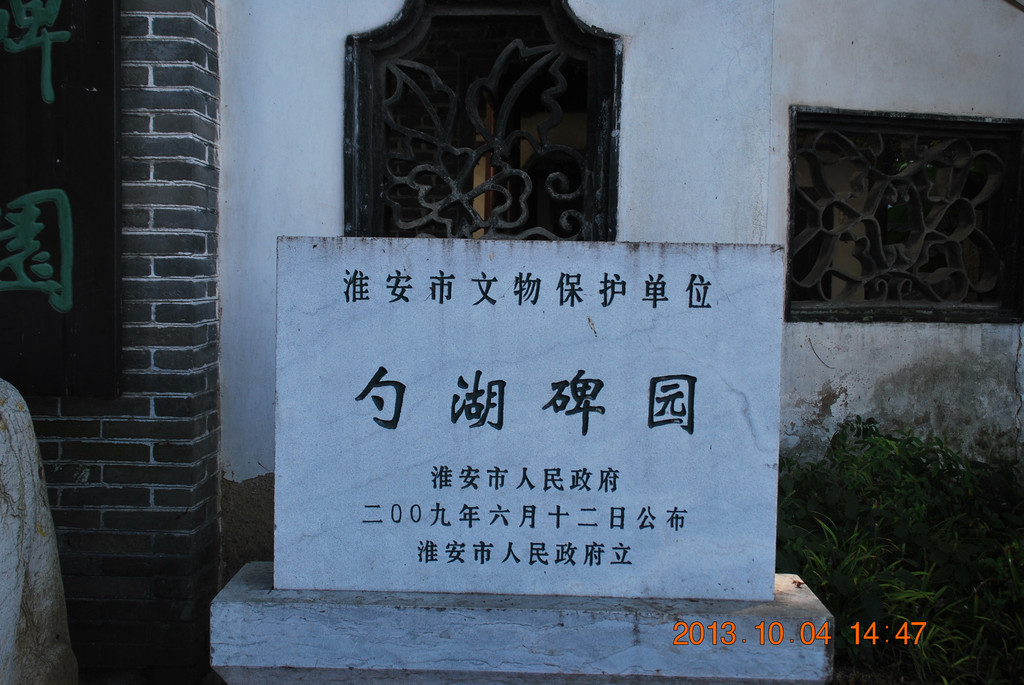 碑
園
淮安市文物保护单位
勺湖碑园
淮安市人民政府
二00九年六月十二日公布
淮安市人民政府立
2013.10.04 14:47